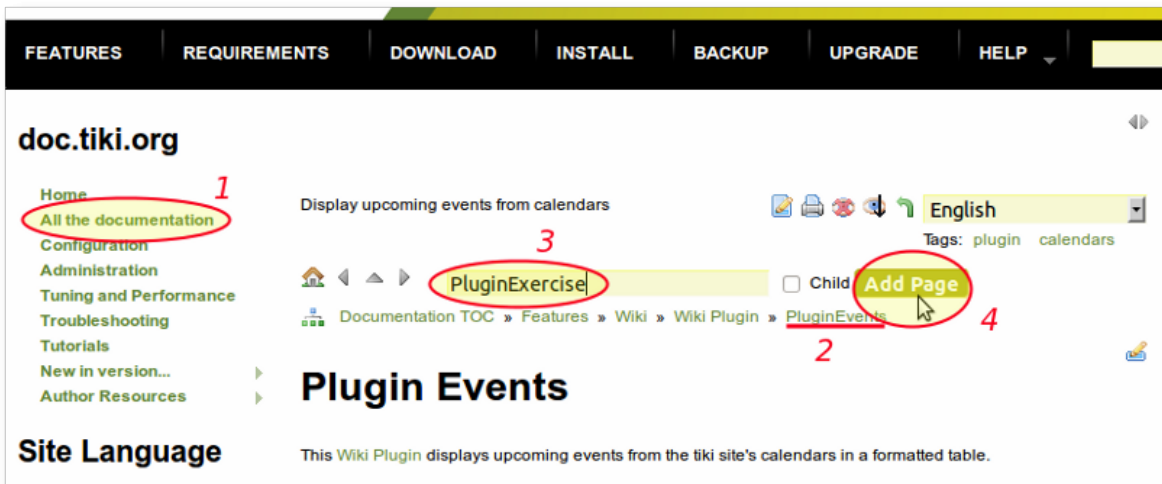 FEATURES REQUIREMENTS DOWNLOAD INSTALL BACKUP UPGRADE HELP
doc.tiki.org
Home
1
All the documentation
Configuration
Administration
Tuning and Performance
Troubleshooting
Tutorials
New in version...
Author Resources
Site Language
Display upcoming events from calendars
English
Tags: plugin calendars
3
PluginExercise
Child
Add Page
4
Documentation TOC » Features » Wiki » Wiki Plugin » PluginEvents
2
Plugin Events
This Wiki Plugin displays upcoming events from the tiki site's calendars in a formatted table.